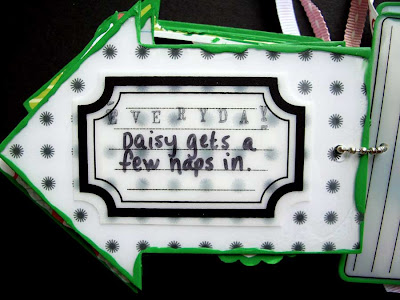 EVERYDAY
Daisy gets a
few naps in.